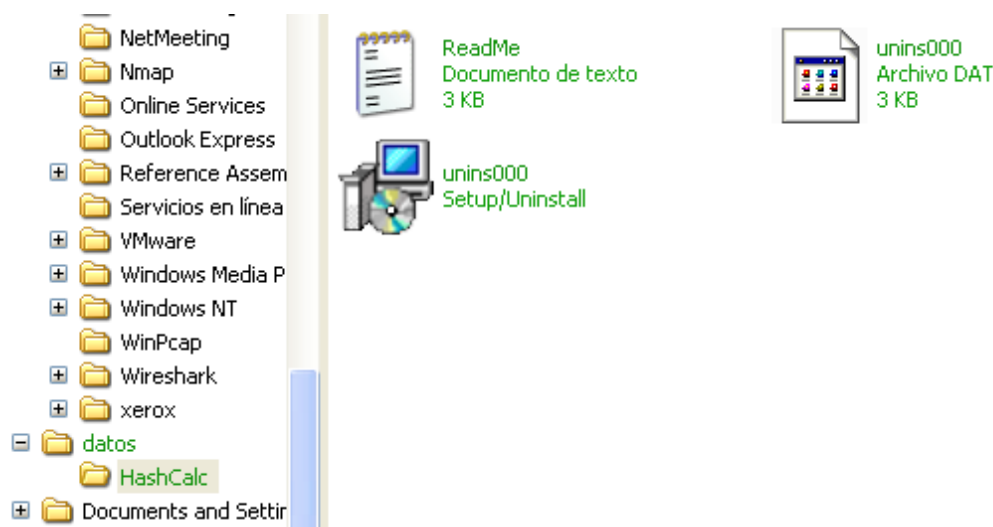 NetMeeting
Nmap
Online Services
Outlook Express
Reference Assem
Servicios en línea
VMware
Windows Media P
Windows NT
WinPcap
Wireshark
xerox
datos
HashCalc
Documents and Settir
ReadMe
Documento de texto
3 KB
unins000
Archivo DAT
3 KB
unins000
Setup/Uninstall